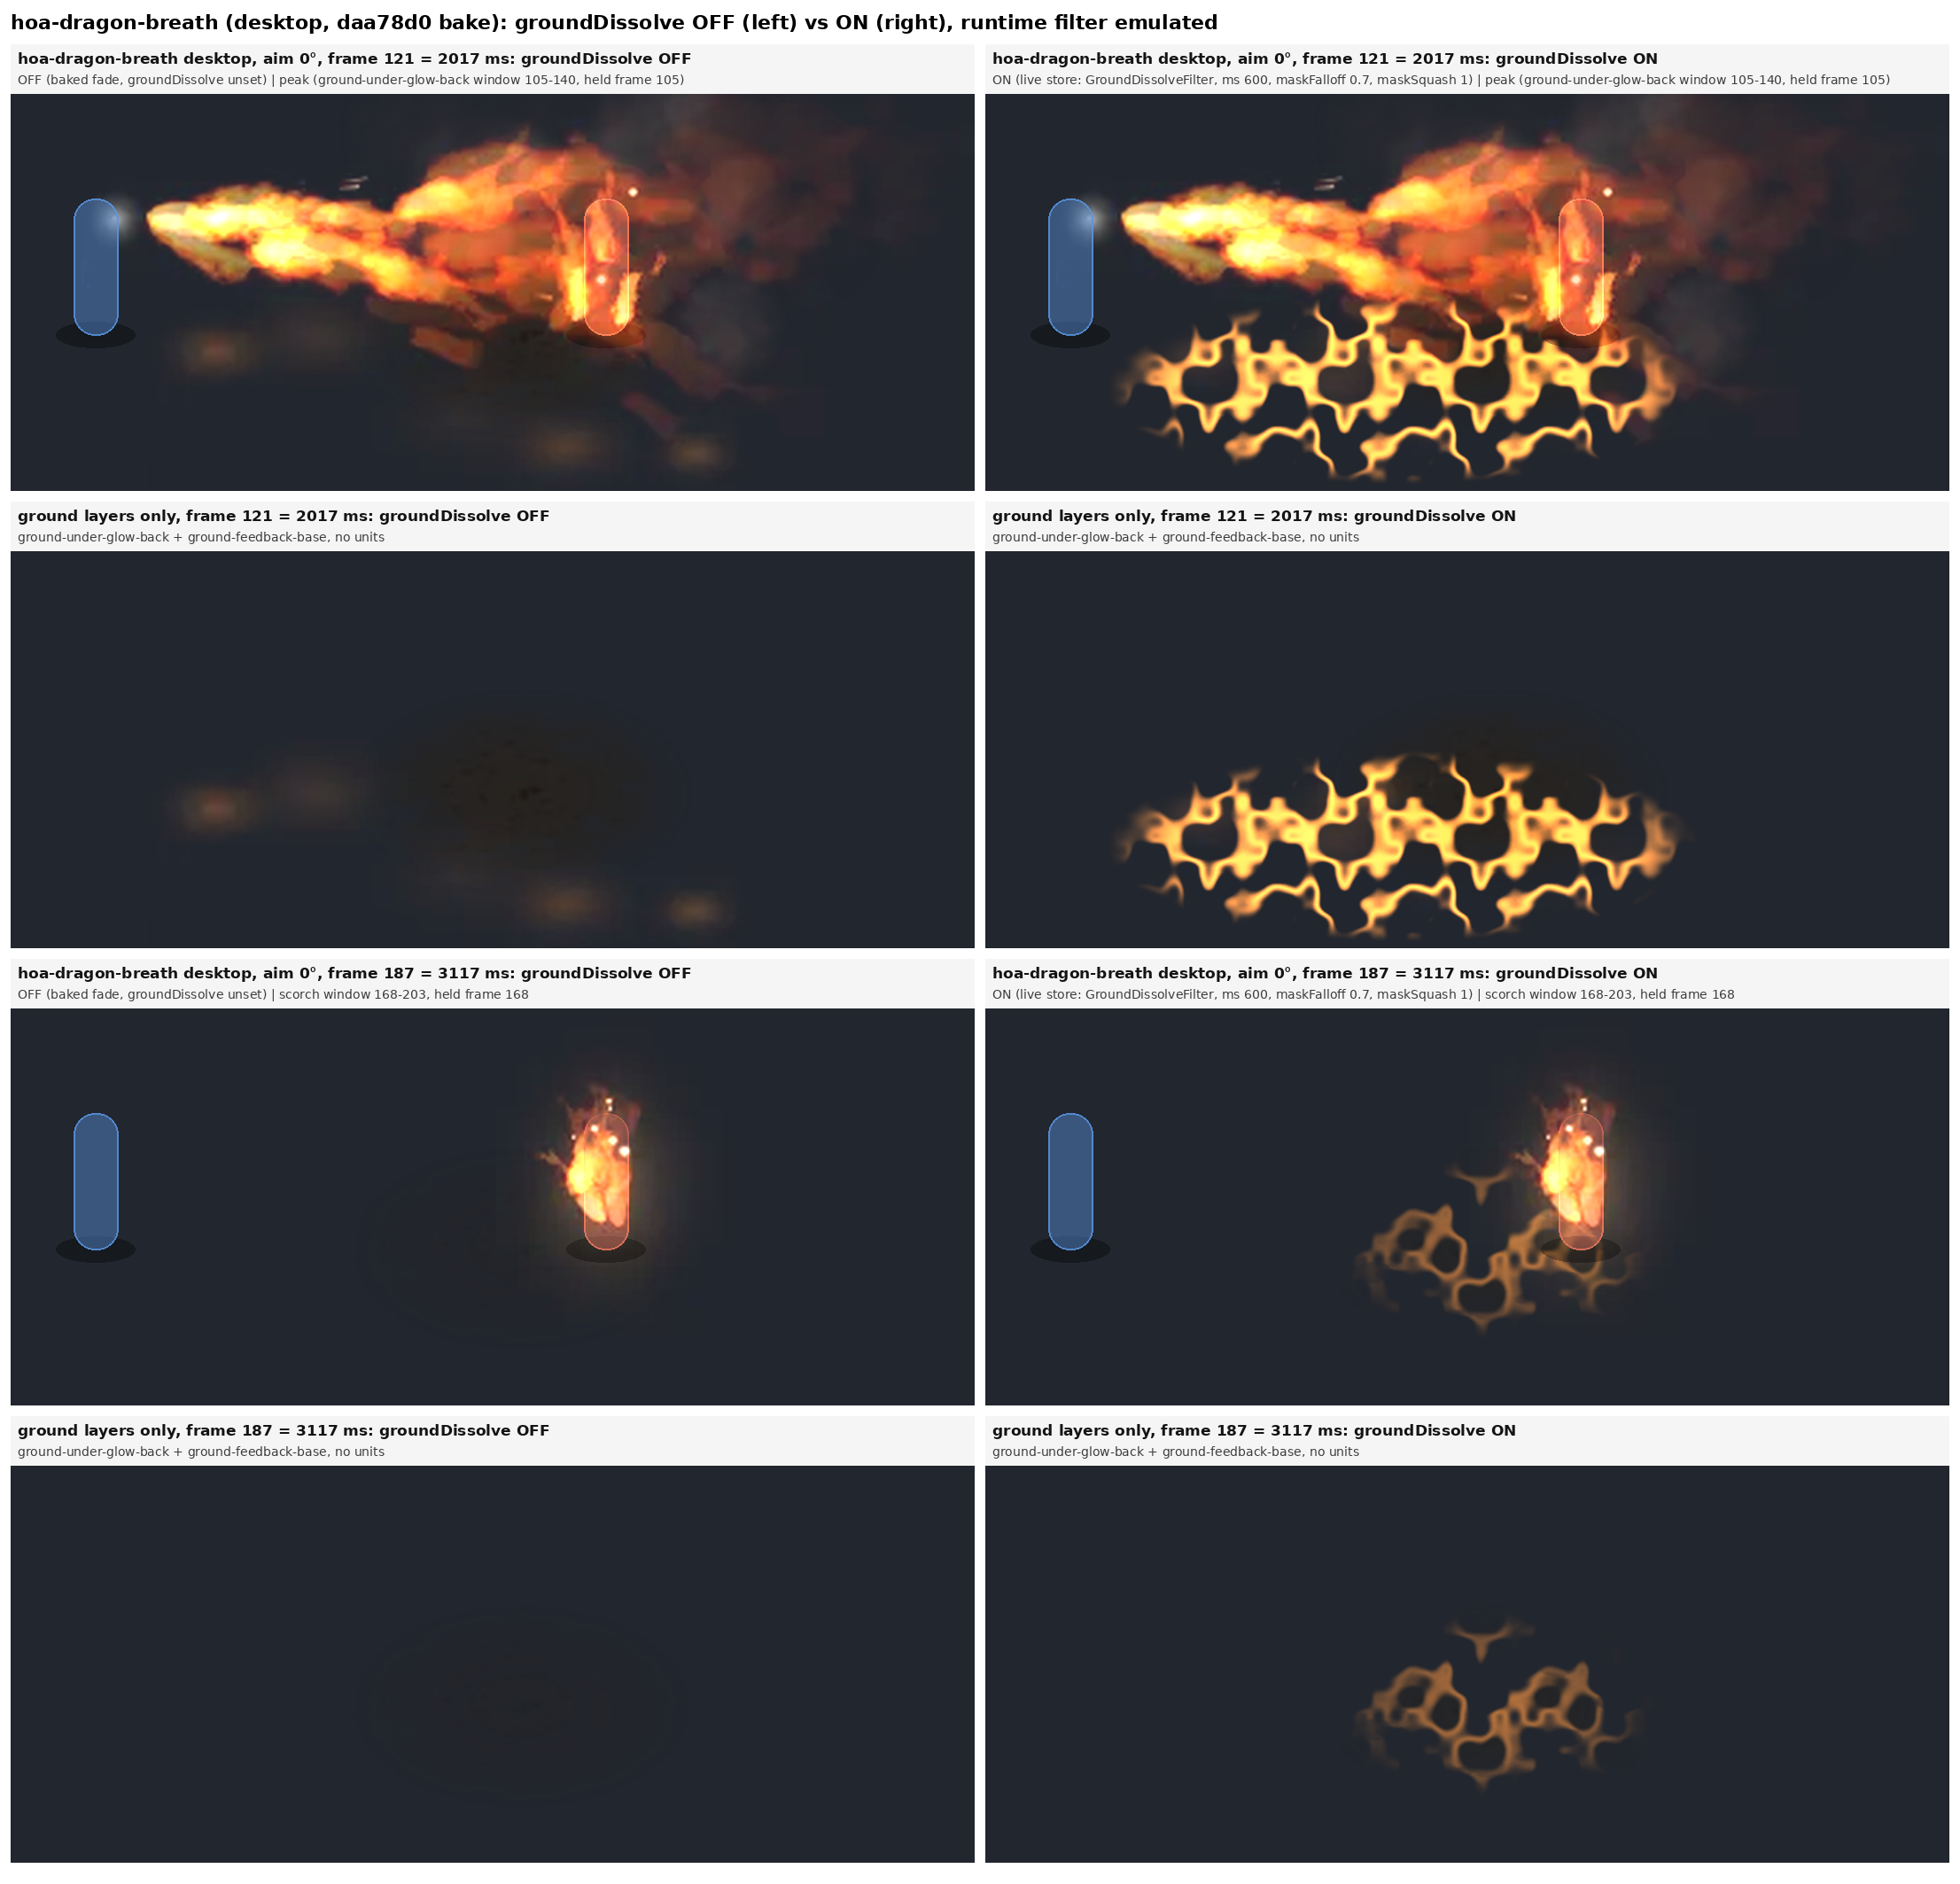 hoa-dragon-breath (desktop, daa78d0 bake): groundDissolve OFF (left) vs ON (right), runtime filter emulated
hoa-dragon-breath desktop, aim 0°, frame 121 = 2017 ms: groundDissolve OFF
OFF (baked fade, groundDissolve unset) | peak (ground-under-glow-back window 105-140, held frame 105)
hoa-dragon-breath desktop, aim 0°, frame 121 = 2017 ms: groundDissolve ON
ON (live store: GroundDissolveFilter, ms 600, maskFalloff 0.7, maskSquash 1) | peak (ground-under-glow-back window 105-140, held frame 105)
ground layers only, frame 121 = 2017 ms: groundDissolve OFF
ground-under-glow-back + ground-feedback-base, no units
ground layers only, frame 121 = 2017 ms: groundDissolve ON
ground-under-glow-back + ground-feedback-base, no units
hoa-dragon-breath desktop, aim 0°, frame 187 = 3117 ms: groundDissolve OFF
OFF (baked fade, groundDissolve unset) | scorch window 168-203, held frame 168
hoa-dragon-breath desktop, aim 0°, frame 187 = 3117 ms: groundDissolve ON
ON (live store: GroundDissolveFilter, ms 600, maskFalloff 0.7, maskSquash 1) | scorch window 168-203, held frame 168
ground layers only, frame 187 = 3117 ms: groundDissolve OFF
ground-under-glow-back + ground-feedback-base, no units
ground layers only, frame 187 = 3117 ms: groundDissolve ON
ground-under-glow-back + ground-feedback-base, no units